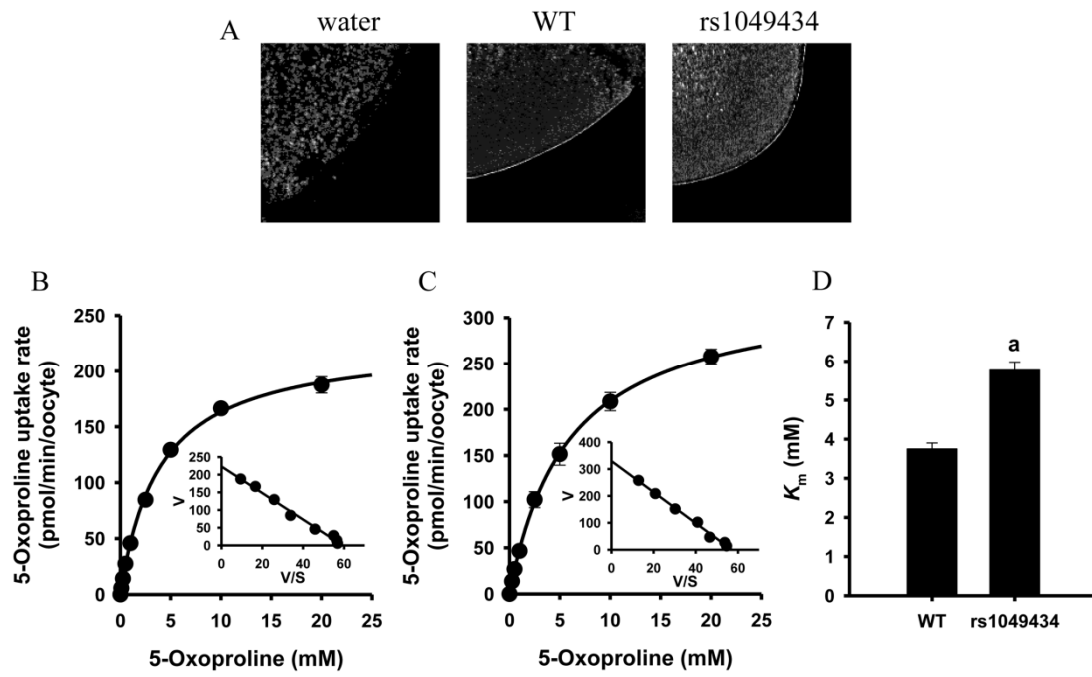 A
water
WT
rs1049434
B
5-Oxoproline uptake rate
(pmol/min/oocyte)
250
200
150
100
50
0
0 5 10 15 20 25
5-Oxoproline (mM)
V
250
200
150
100
50
0
0 20 40 60
V/S
C
5-Oxoproline uptake rate
(pmol/min/oocyte)
300
250
200
150
100
50
0
0 5 10 15 20 25
5-Oxoproline (mM)
V
400
300
200
100
0
0 20 40 60
V/S
D
Km (mM)
7
6
5
4
3
2
1
0
a
WT rs1049434